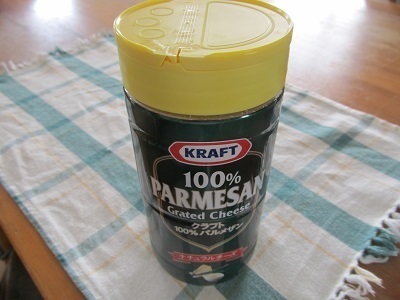 KRAFT
100%
PARMESAN
Grated Cheese
クラフト
100%パルメザン
ナチュラルチーズ